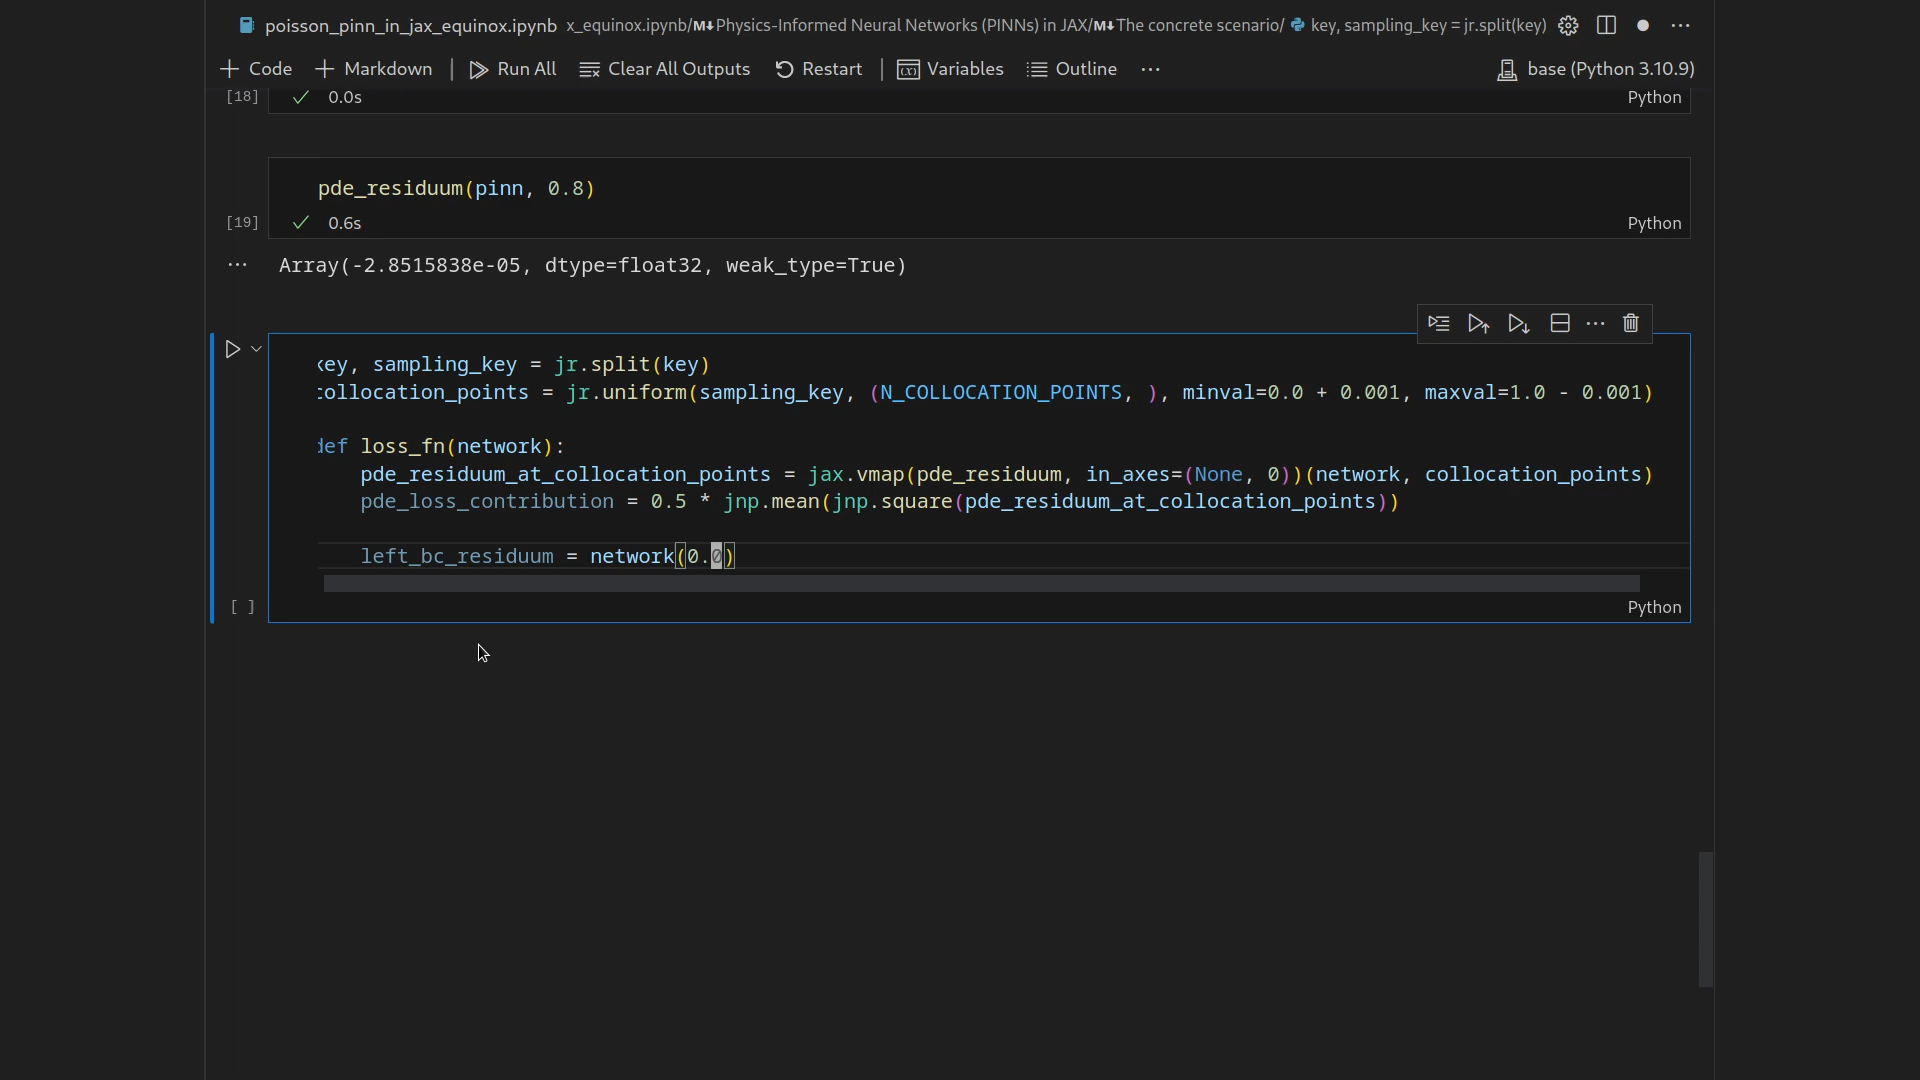 poisson_pinn_in_jax_equinox.ipynb x_equinox.ipynb/M↓Physics-Informed Neural Networks (PINNs) in JAX/M↓The concrete scenario/ key, sampling_key = jr.split(key)
Code Markdown Run All Clear All Outputs Restart Variables Outline ··· base (Python 3.10.9)
[18] 0.0s Python
pde_residuum(pinn, 0.8)
[19] 0.6s Python
··· Array(-2.8515838e-05, dtype=float32, weak_type=True)
key, sampling_key = jr.split(key)
collocation_points = jr.uniform(sampling_key, (N_COLLOCATION_POINTS, ), minval=0.0 + 0.001, maxval=1.0 - 0.001)
def loss_fn(network):
pde_residuum_at_collocation_points = jax.vmap(pde_residuum, in_axes=(None, 0))(network, collocation_points)
pde_loss_contribution = 0.5 * jnp.mean(jnp.square(pde_residuum_at_collocation_points))
left_bc_residuum = network(0.0)
[ ] Python